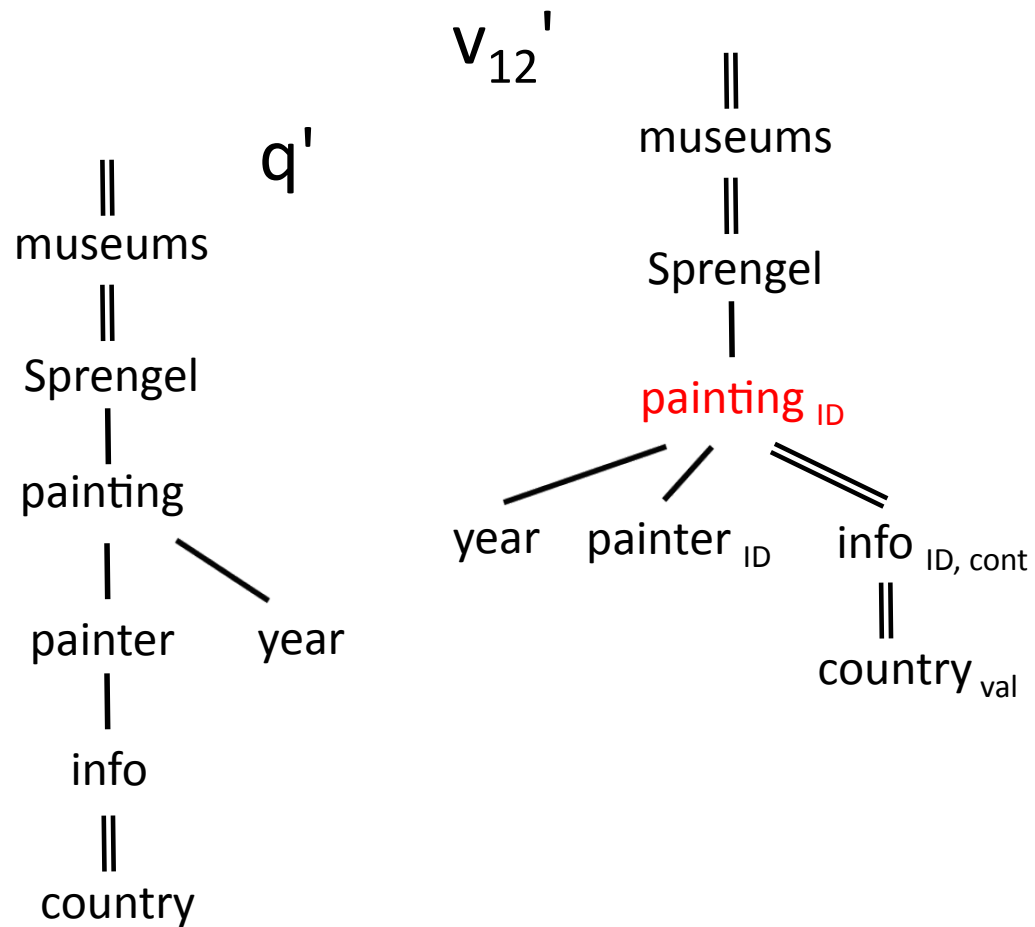 q'
museums
Sprengel
painting
painter year
info
country
v12'
museums
Sprengel
painting ID
year painter ID info ID, cont
country val